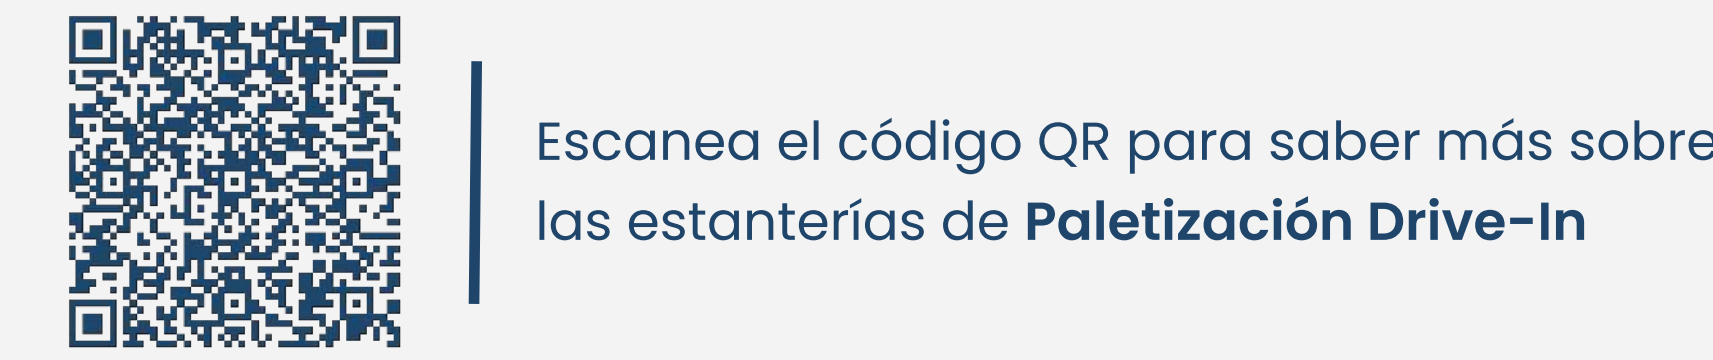 Escanea el código QR para saber más sobre
las estanterías de Paletización Drive-In